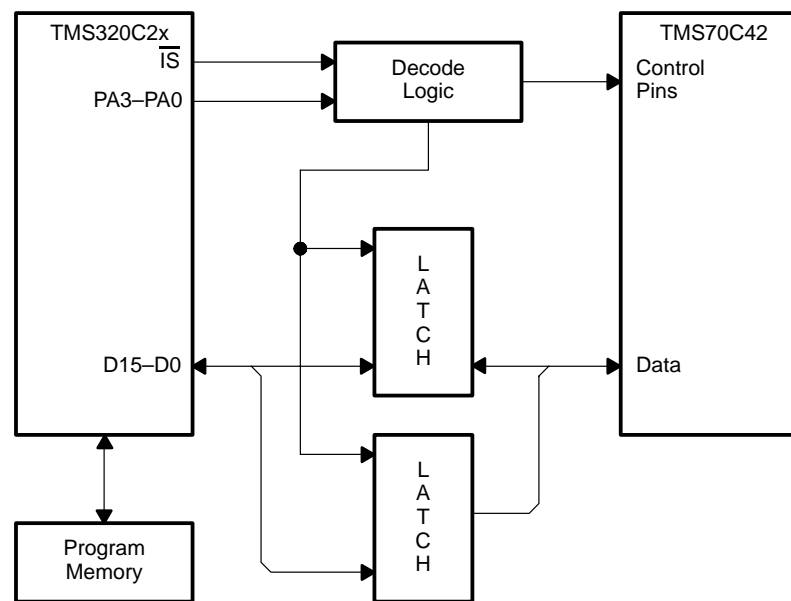 TMS320C2x
IS
PA3–PA0
D15–D0
Program
Memory
Decode
Logic
L
A
T
C
H
L
A
T
C
H
TMS70C42
Control
Pins
Data